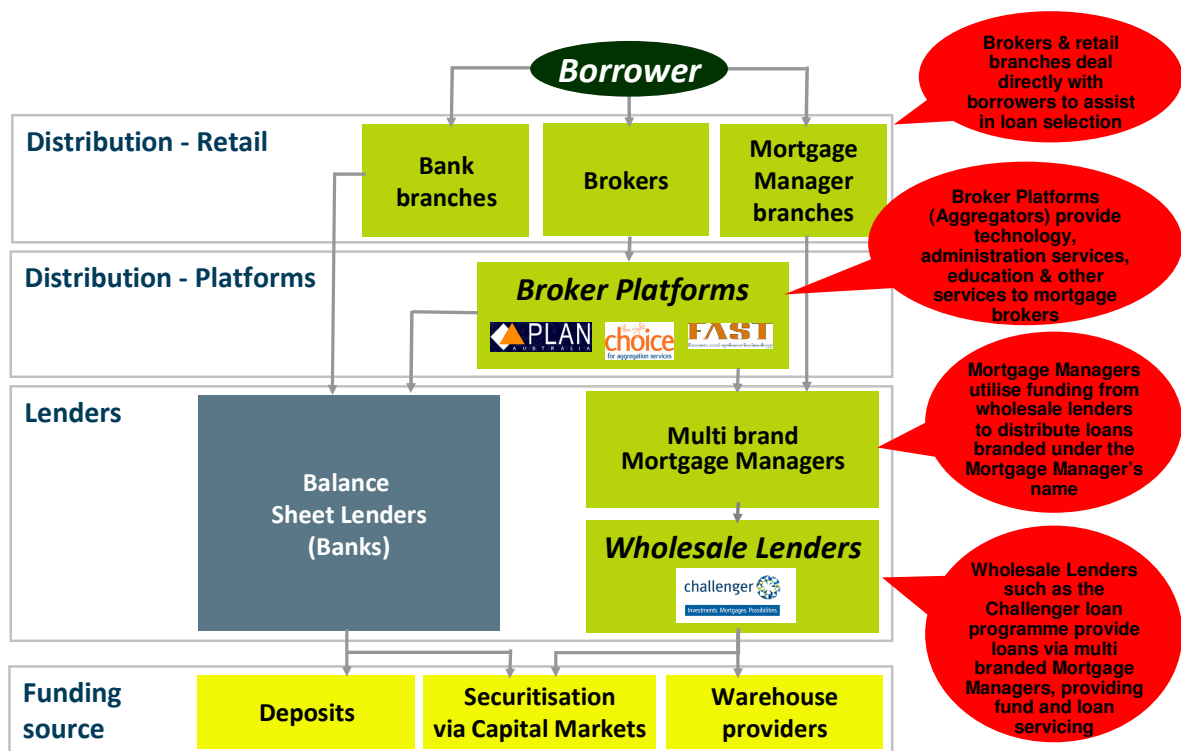 Borrower
Brokers & retail
branches deal
directly with
borrowers to assist
in loan selection
Distribution - Retail
Bank
branches
Brokers
Mortgage
Manager
branches
Broker Platforms
(Aggregators) provide
technology,
administration services,
education & other
services to mortgage
brokers
Distribution - Platforms
Broker Platforms
PLAN
AUSTRALIA
choice
for aggregation services
FAST
Mortgage Managers
utilise funding from
wholesale lenders
to distribute loans
branded under the
Mortgage Manager's
name
Lenders
Balance
Sheet Lenders
(Banks)
Multi brand
Mortgage Managers
Wholesale Lenders
challenger
Investments, Mortgages, Possibilities.
Wholesale Lenders
such as the
Challenger loan
programme provide
loans via multi
branded Mortgage
Managers, providing
fund and loan
servicing
Funding
source
Deposits
Securitisation
via Capital Markets
Warehouse
providers